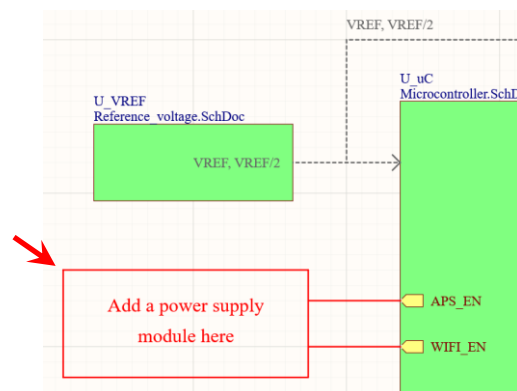 VREF, VREF/2
U_VREF
Reference_voltage.SchDoc
U_uC
Microcontroller.SchD
VREF, VREF/2
Add a power supply
module here
APS_EN
WIFI_EN